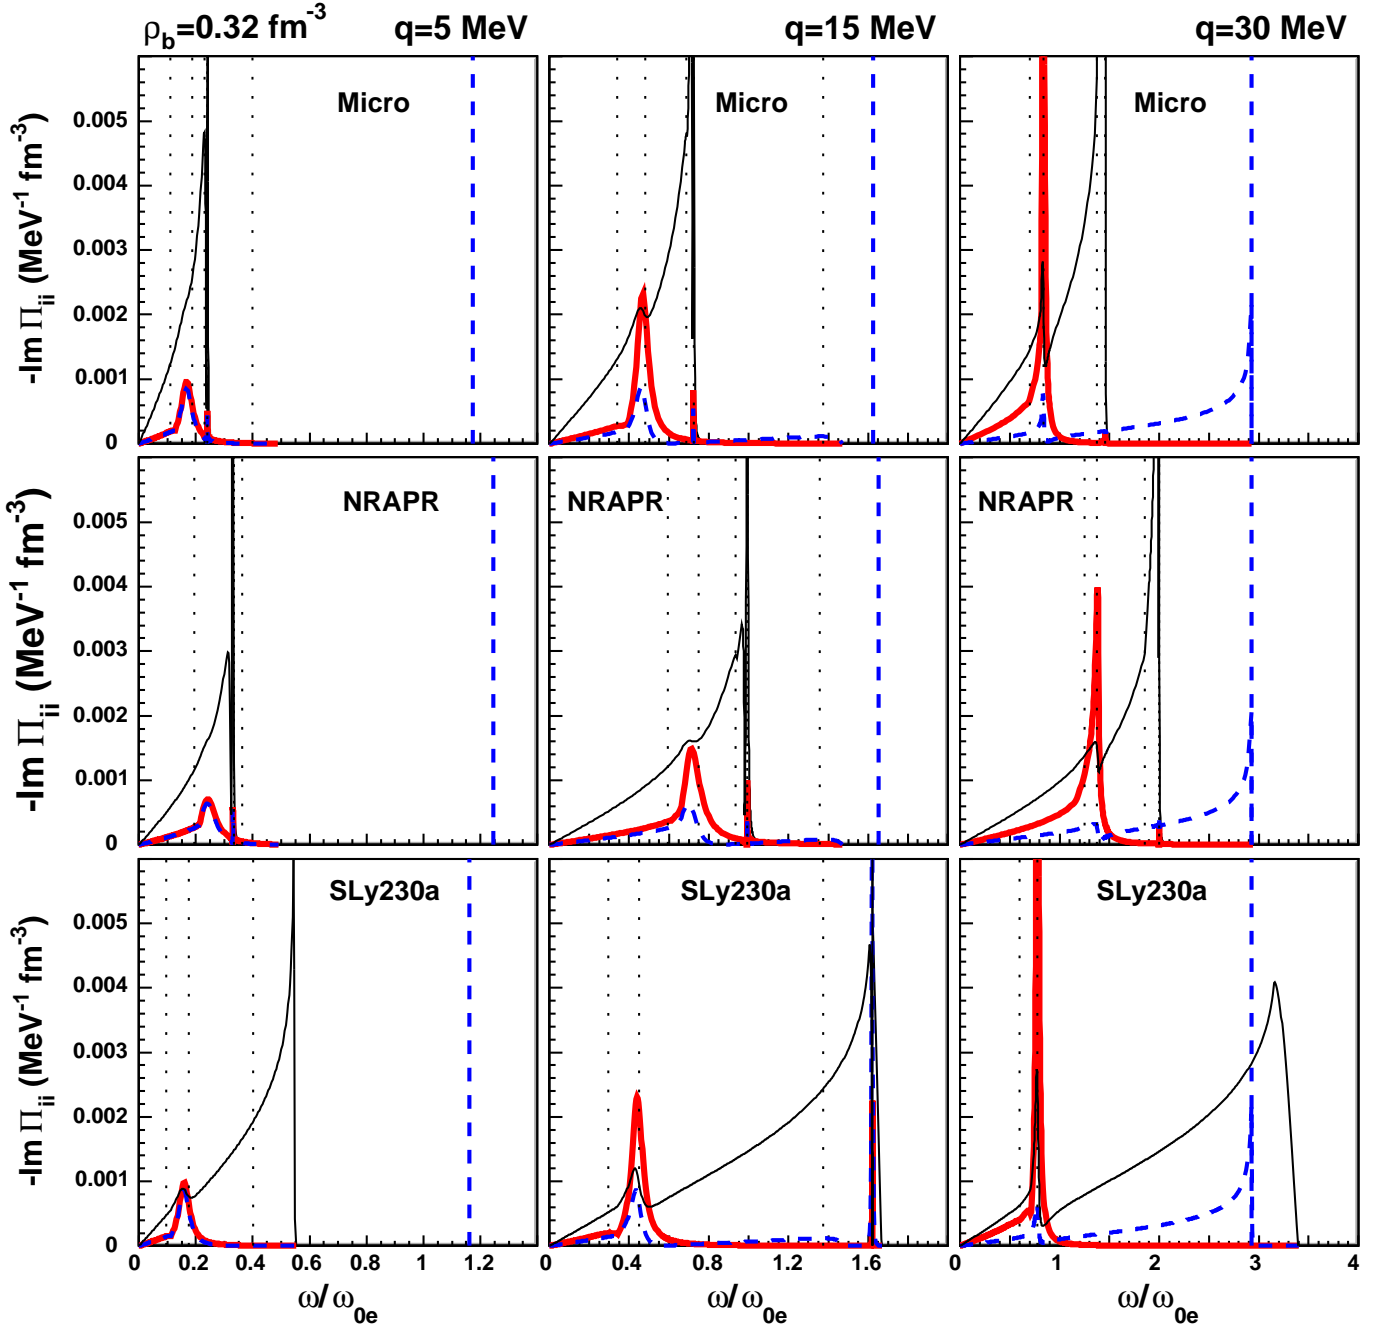 ρb=0.32 fm-3 q=5 MeV q=15 MeV q=30 MeV
Micro Micro Micro
-Im Πii (MeV-1 fm-3)
0.005
0.004
0.003
0.002
0.001
0
NRAPR NRAPR NRAPR
-Im Πii (MeV-1 fm-3)
0.005
0.004
0.003
0.002
0.001
0
SLy230a SLy230a SLy230a
-Im Πii (MeV-1 fm-3)
0.005
0.004
0.003
0.002
0.001
0
0 0.2 0.4 0.6 0.8 1 1.2 0 0.4 0.8 1.2 1.6 0 1 2 3 4
ω/ω0e ω/ω0e ω/ω0e